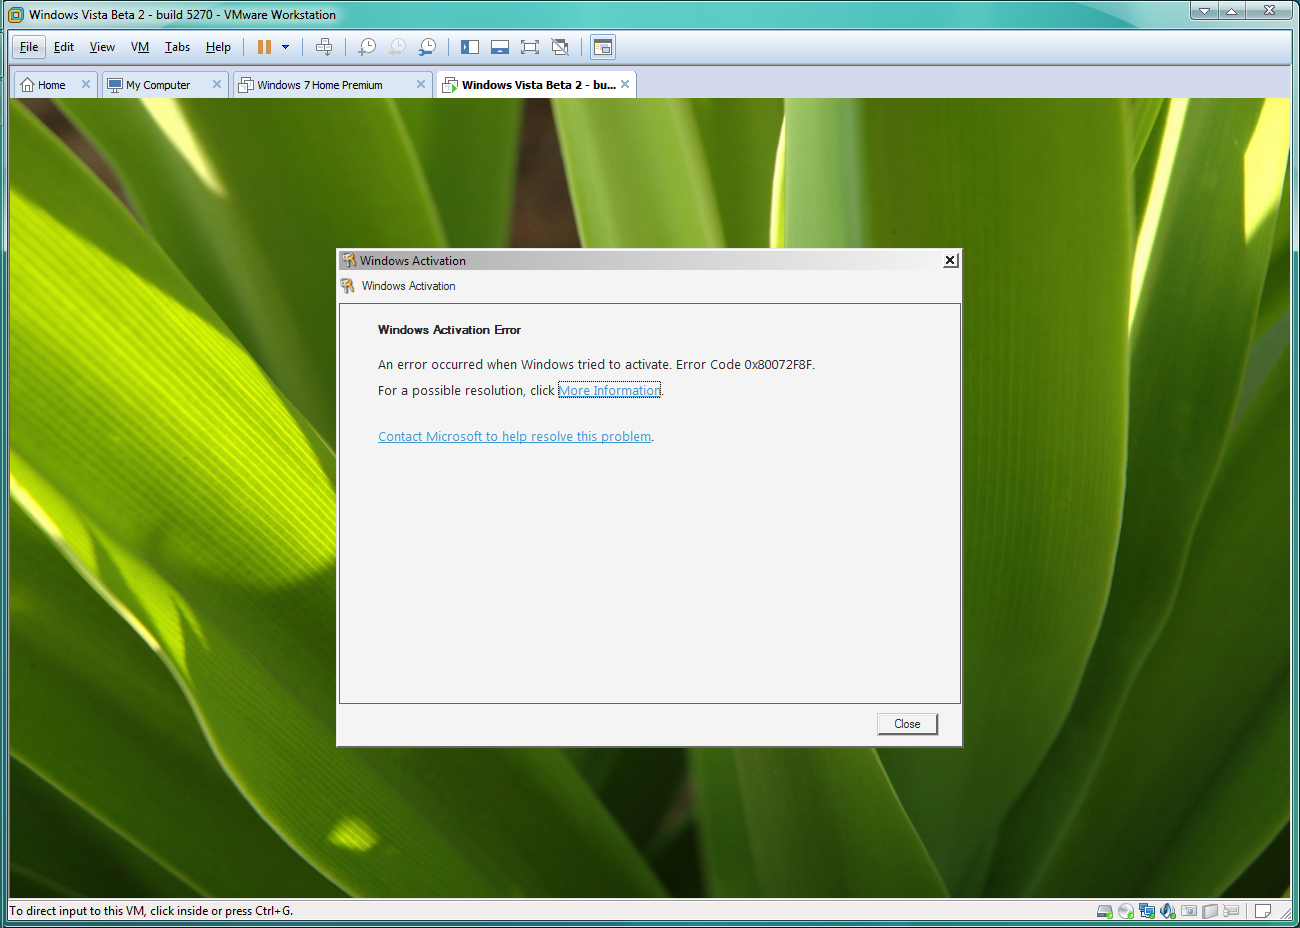 Windows Vista Beta 2 - build 5270 - VMware Workstation
File Edit View VM Tabs Help
Home My Computer Windows 7 Home Premium Windows Vista Beta 2 - bu...
Windows Activation
Windows Activation
Windows Activation Error
An error occurred when Windows tried to activate. Error Code 0x80072F8F.
For a possible resolution, click More Information.
Contact Microsoft to help resolve this problem.
Close
To direct input to this VM, click inside or press Ctrl+G.